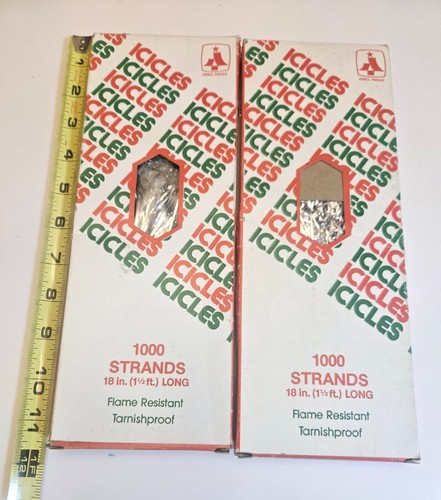 1
2
3
4
5
6
7
8
9
10
11
1F
12
ICICLES
ICICLES
ICICLES
ICICLES
ICICLES
ICICLES
ICICLES
ICICLES
1000
STRANDS
18 in. (1½ ft.) LONG
Flame Resistant
Tarnishproof
ICICLES
ICICLES
ICICLES
ICICLES
ICICLES
ICICLES
ICICLES
ICICLES
1000
STRANDS
18 in. (1½ ft.) LONG
Flame Resistant
Tarnishproof